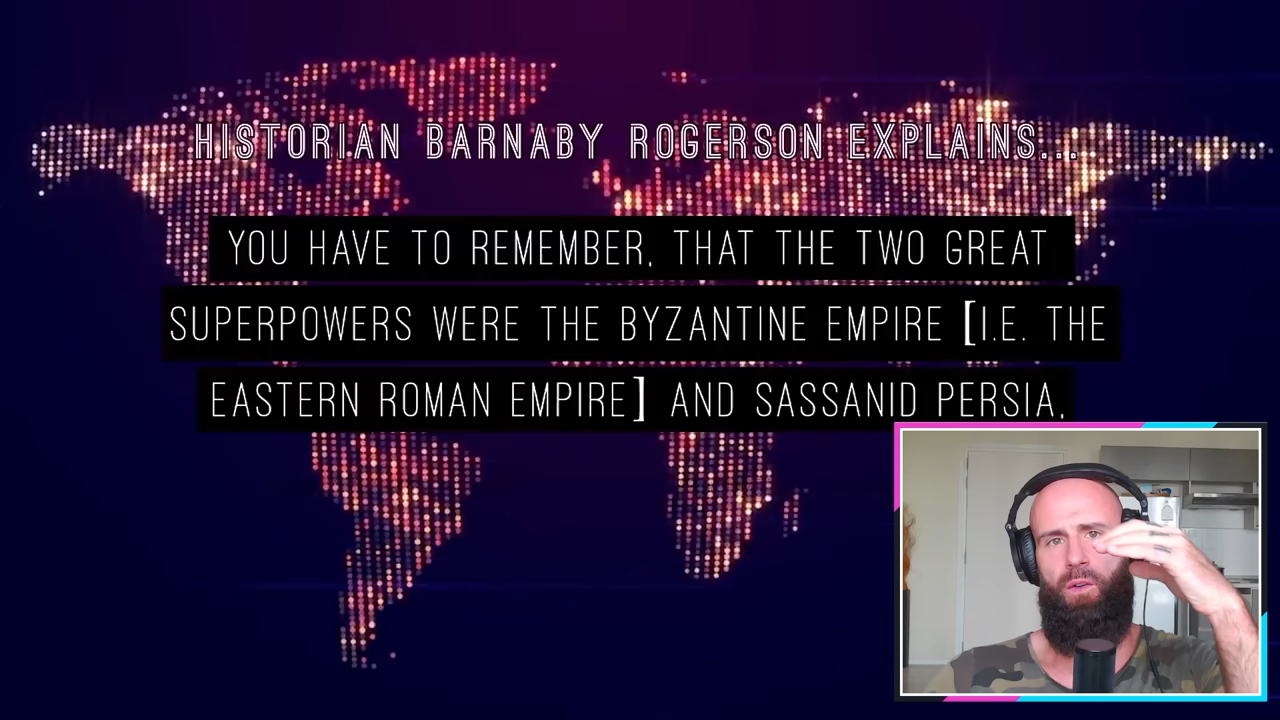 HISTORIAN BARNABY ROGERSON EXPLAINS...
YOU HAVE TO REMEMBER, THAT THE TWO GREAT
SUPERPOWERS WERE THE BYZANTINE EMPIRE [I.E. THE
EASTERN ROMAN EMPIRE] AND SASSANID PERSIA,